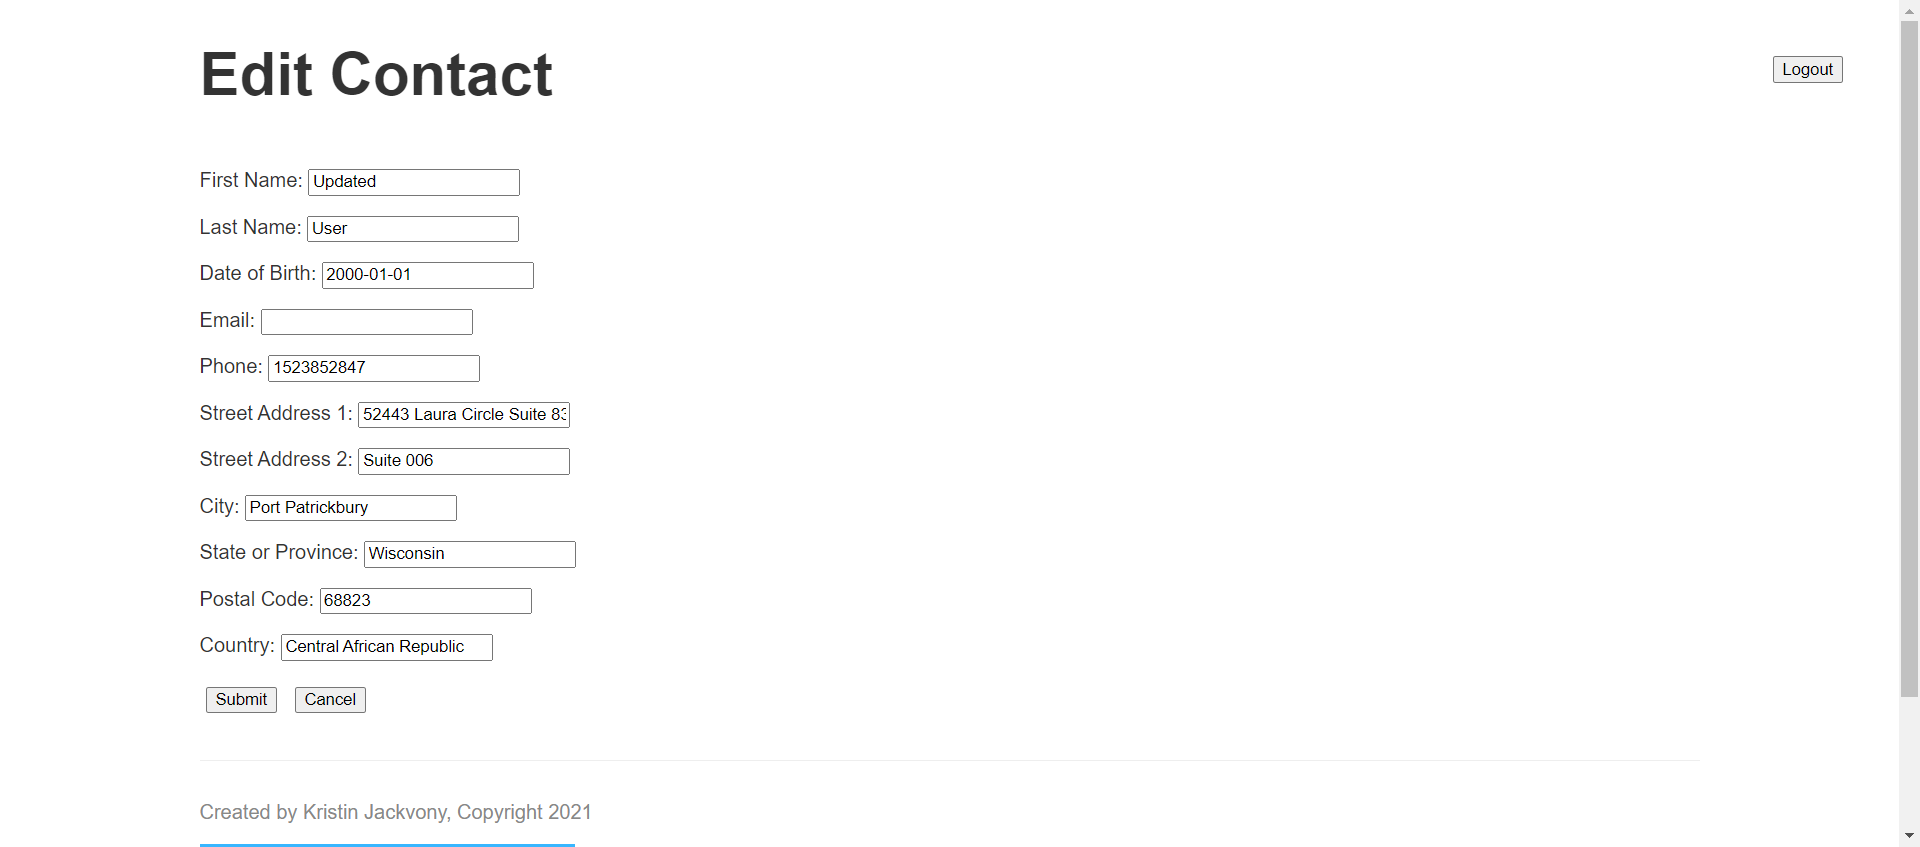 Edit Contact
Logout
First Name: Updated
Last Name: User
Date of Birth: 2000-01-01
Email:
Phone: 1523852847
Street Address 1: 52443 Laura Circle Suite 83
Street Address 2: Suite 006
City: Port Patrickbury
State or Province: Wisconsin
Postal Code: 68823
Country: Central African Republic
Submit Cancel
Created by Kristin Jackvony, Copyright 2021